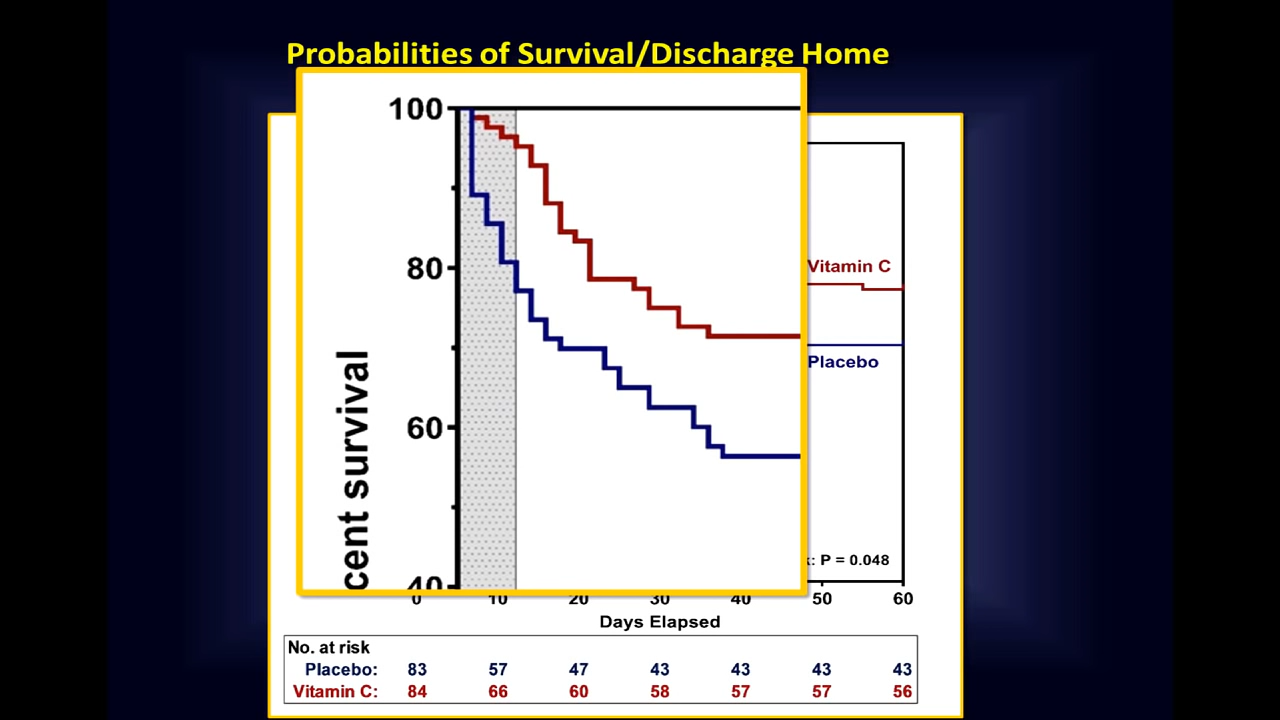 Probabilities of Survival/Discharge Home
100
80
60
40
cent survival
Vitamin C
Placebo
: P = 0.048
0 10 20 30 40 50 60
Days Elapsed
No. at risk
Placebo: 83 57 47 43 43 43 43
Vitamin C: 84 66 60 58 57 57 56